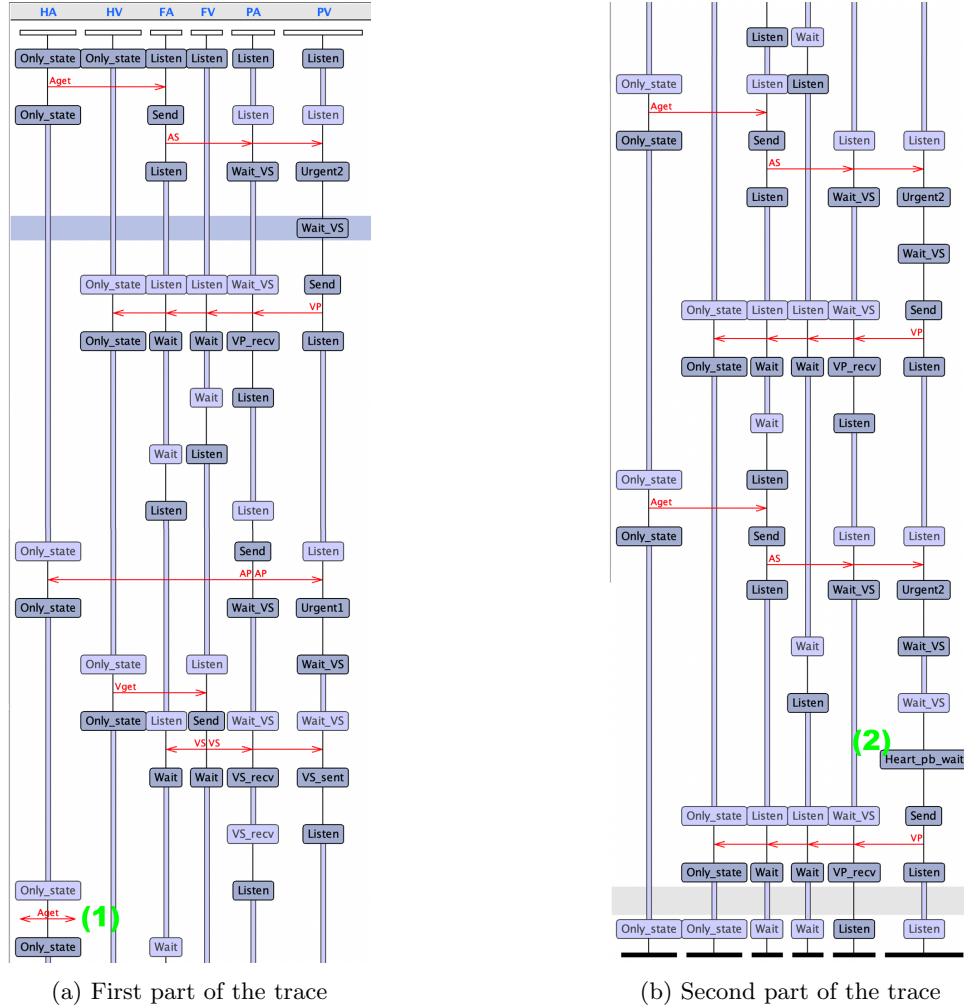 HA HV FA FV PA PV
Only_state Only_state Listen Listen Listen Listen
Aget
Only_state Send Listen Listen
AS
Listen Wait_VS Urgent2
Wait_VS
Only_state Listen Listen Wait_VS Send
VP
Only_state Wait Wait VP_recv Listen
Wait Listen
Wait Listen
Listen Listen
Only_state Send Listen
AP AP
Only_state Wait_VS Urgent1
Only_state Listen Wait_VS
Vget
Only_state Listen Send Wait_VS Wait_VS
VS VS
Wait Wait VS_recv VS_sent
VS_recv Listen
Only_state Listen
Aget (1)
Only_state Wait
(a) First part of the trace
Listen Wait
Only_state Listen Listen
Aget
Only_state Send Listen Listen
AS
Listen Wait_VS Urgent2
Wait_VS
Only_state Listen Listen Wait_VS Send
VP
Only_state Wait Wait VP_recv Listen
Wait Listen
Only_state Listen
Aget
Only_state Send Listen Listen
AS
Listen Wait_VS Urgent2
Wait Wait_VS
Listen Wait_VS
(2)
Heart_pb_wait
Only_state Listen Listen Wait_VS Send
VP
Only_state Wait Wait VP_recv Listen
Only_state Only_state Wait Wait Listen Listen
(b) Second part of the trace